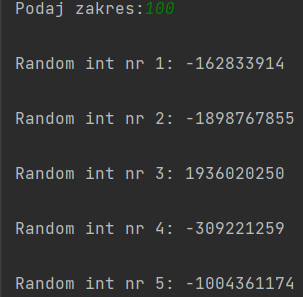 Podaj zakres:100
Random int nr 1: -162833914
Random int nr 2: -1898767855
Random int nr 3: 1936020250
Random int nr 4: -309221259
Random int nr 5: -1004361174